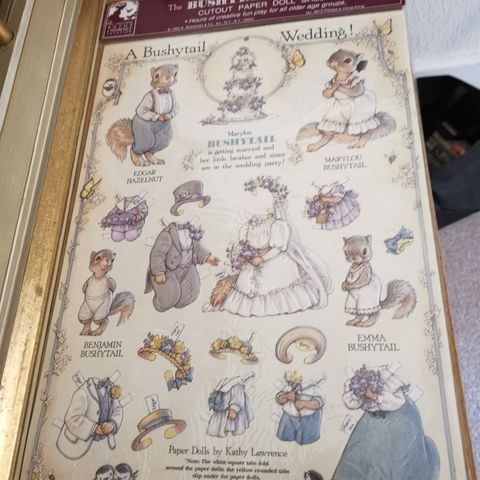 The BUSHYTAIL
CUTOUT PAPER DOLL
• Hours of creative fun play for all older age groups.
A Bushytail Wedding!
Marylou
BUSHYTAIL
is getting married and
her little brother and sister
are in the wedding party!
EDGAR
HAZELNUT
MARYLOU
BUSHYTAIL
BENJAMIN
BUSHYTAIL
EMMA
BUSHYTAIL
Paper Dolls by Kathy Lawrence
*Note: The white square tabs fold
around the paper dolls; the yellow rounded tabs
slip under the paper dolls.